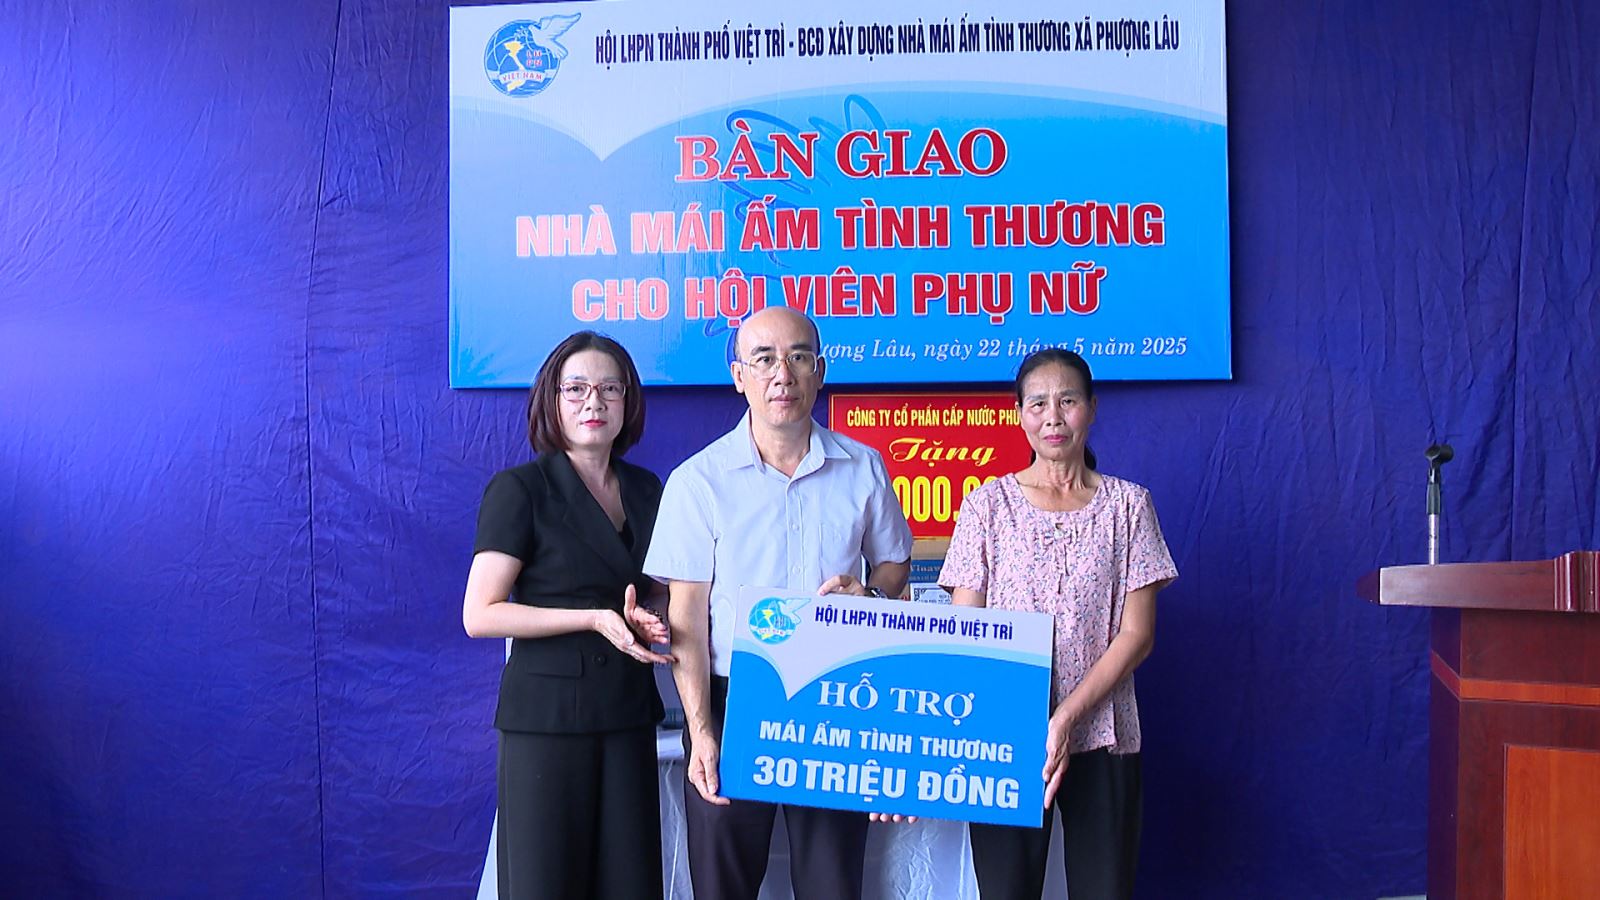 HỘI LHPN THÀNH PHỐ VIỆT TRÌ - BCĐ XÂY DỰNG NHÀ MÁI ẤM TÌNH THƯƠNG XÃ PHƯỢNG LÂU
VIỆT NAM
BÀN GIAO
NHÀ MÁI ẤM TÌNH THƯƠNG
CHO HỘI VIÊN PHỤ NỮ
Lâu, ngày 22 tháng 5 năm 2025
CÔNG TY CỔ PHẦN CẤP NƯỚC
Tặng
HỘI LHPN THÀNH PHỐ VIỆT TRÌ
HỖ TRỢ
MÁI ẤM TÌNH THƯƠNG
30 TRIỆU ĐỒNG